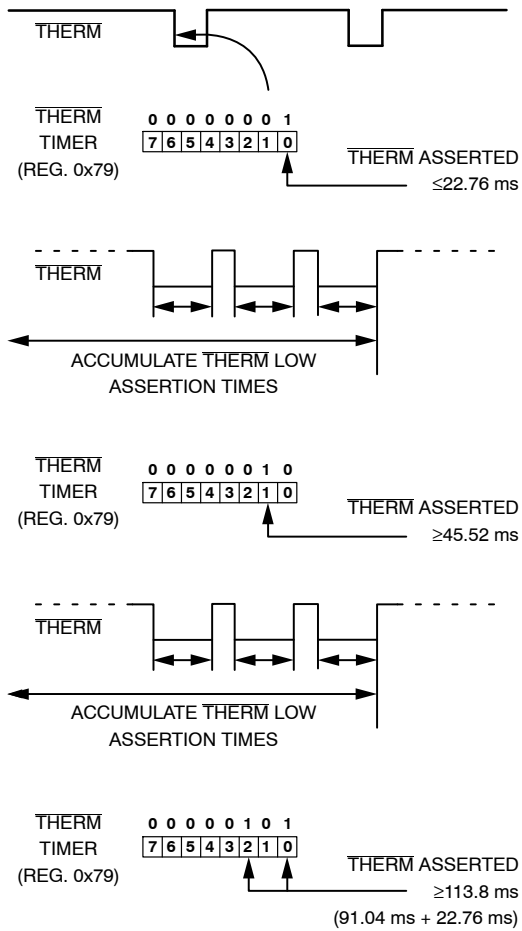 THERM
THERM
TIMER
(REG. 0x79)
0 0 0 0 0 0 0 1
7 6 5 4 3 2 1 0
THERM ASSERTED
≤22.76 ms
THERM
ACCUMULATE THERM LOW
ASSERTION TIMES
THERM
TIMER
(REG. 0x79)
0 0 0 0 0 0 1 0
7 6 5 4 3 2 1 0
THERM ASSERTED
≥45.52 ms
THERM
ACCUMULATE THERM LOW
ASSERTION TIMES
THERM
TIMER
(REG. 0x79)
0 0 0 0 0 1 0 1
7 6 5 4 3 2 1 0
THERM ASSERTED
≥113.8 ms
(91.04 ms + 22.76 ms)